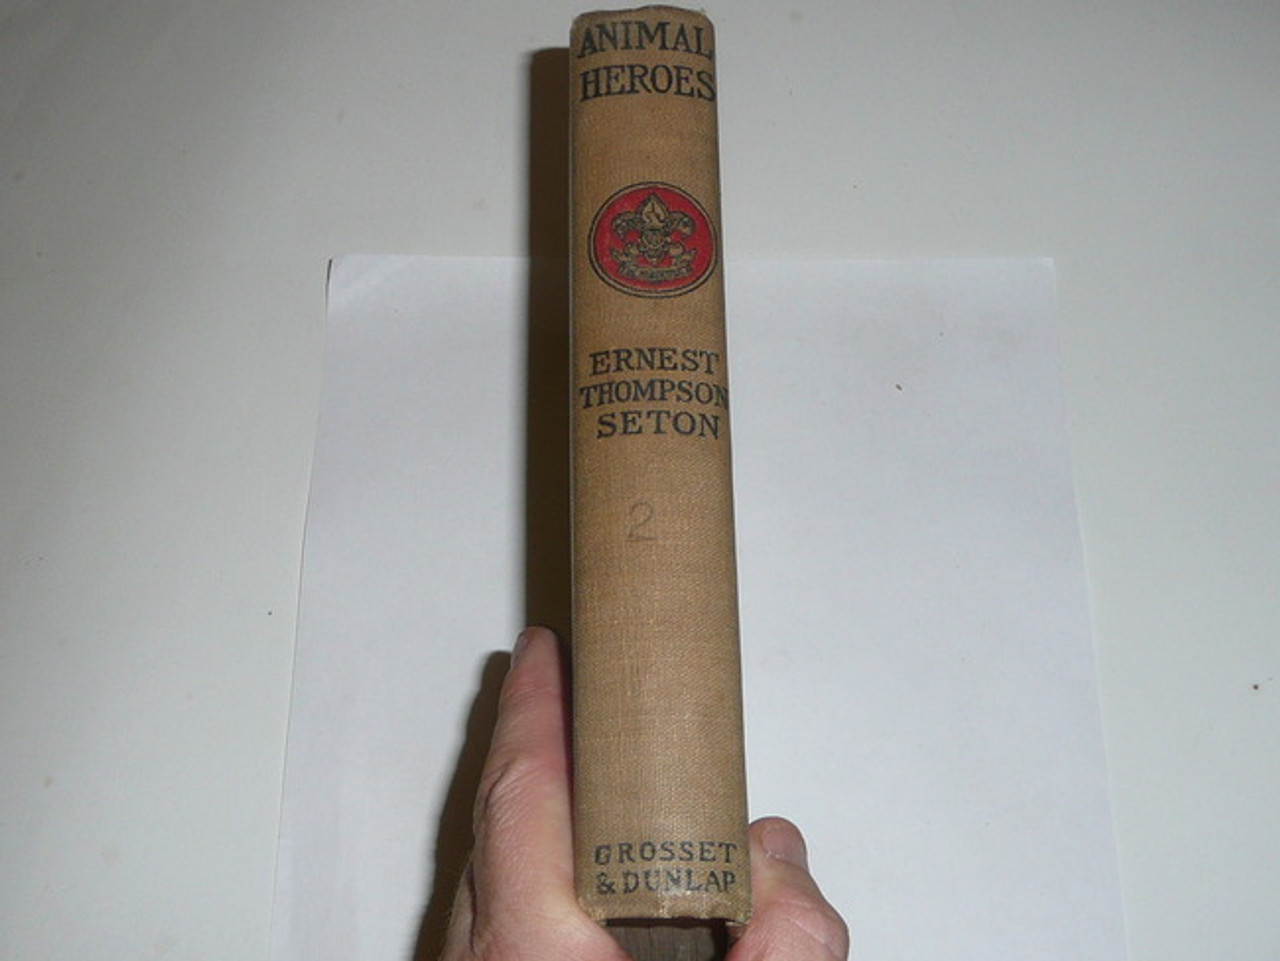 ANIMAL
HEROES
ERNEST
THOMPSON
SETON
2
GROSSET
& DUNLAP